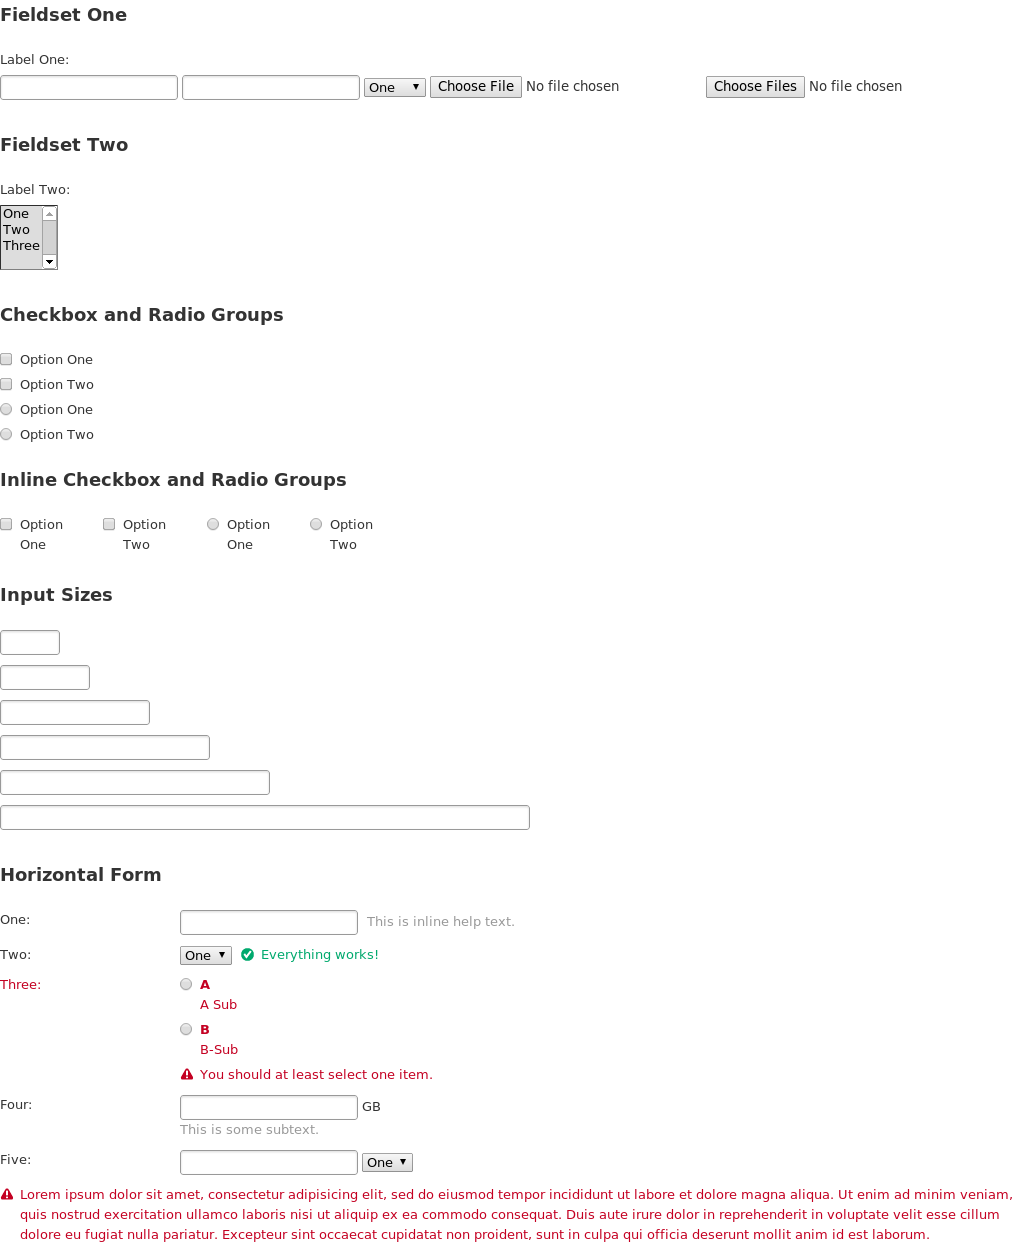 Fieldset One
Label One:
One Choose File No file chosen Choose Files No file chosen
Fieldset Two
Label Two:
One
Two
Three
Checkbox and Radio Groups
Option One
Option Two
Option One
Option Two
Inline Checkbox and Radio Groups
Option Option Option Option
One Two One Two
Input Sizes
Horizontal Form
One: This is inline help text.
Two: One Everything works!
Three: A
A Sub
B
B-Sub
You should at least select one item.
Four: GB
This is some subtext.
Five: One
Lorem ipsum dolor sit amet, consectetur adipisicing elit, sed do eiusmod tempor incididunt ut labore et dolore magna aliqua. Ut enim ad minim veniam,
quis nostrud exercitation ullamco laboris nisi ut aliquip ex ea commodo consequat. Duis aute irure dolor in reprehenderit in voluptate velit esse cillum
dolore eu fugiat nulla pariatur. Excepteur sint occaecat cupidatat non proident, sunt in culpa qui officia deserunt mollit anim id est laborum.